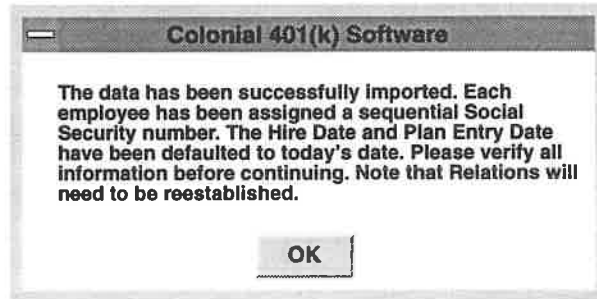 Colonial 401(k) Software
The data has been successfully imported. Each
employee has been assigned a sequential Social
Security number. The Hire Date and Plan Entry Date
have been defaulted to today's date. Please verify all
information before continuing. Note that Relations will
need to be reestablished.
OK